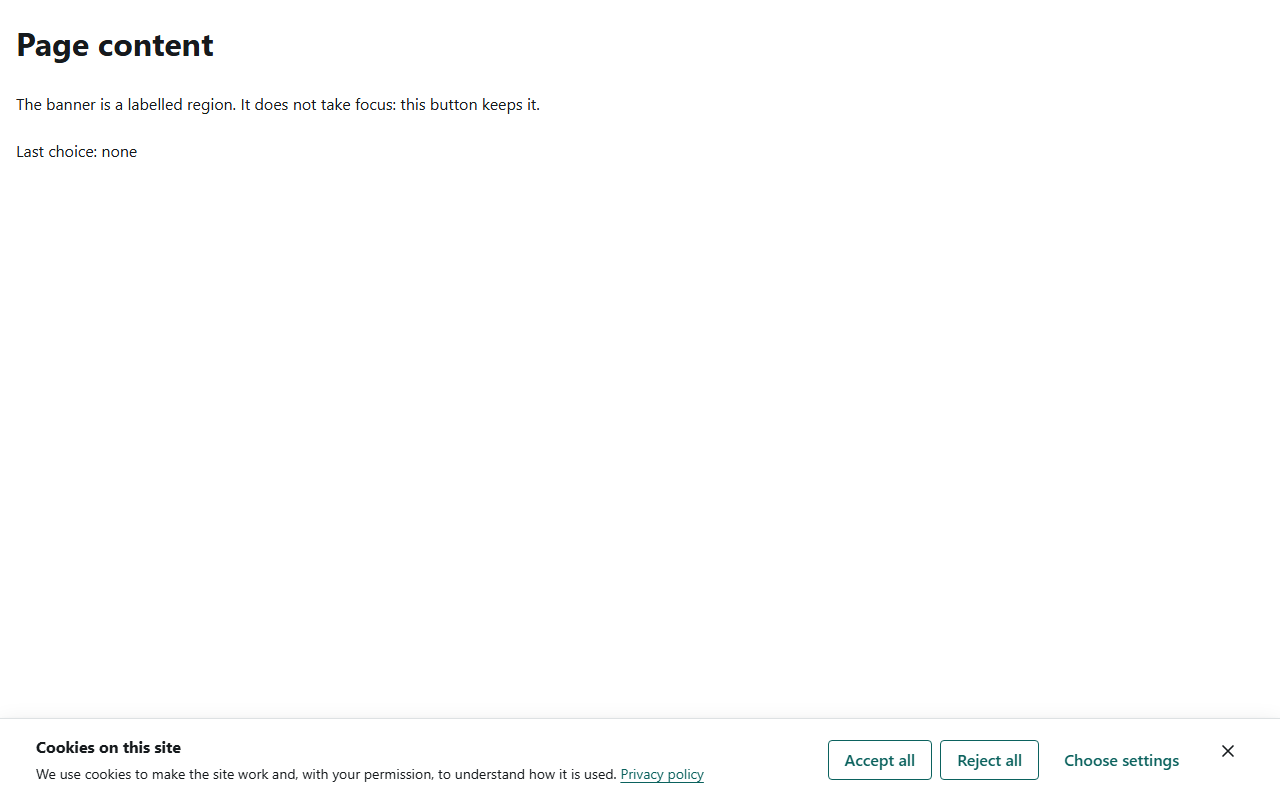 Page content
The banner is a labelled region. It does not take focus: this button keeps it.
Last choice: none
Cookies on this site
We use cookies to make the site work and, with your permission, to understand how it is used. Privacy policy
Accept all
Reject all
Choose settings